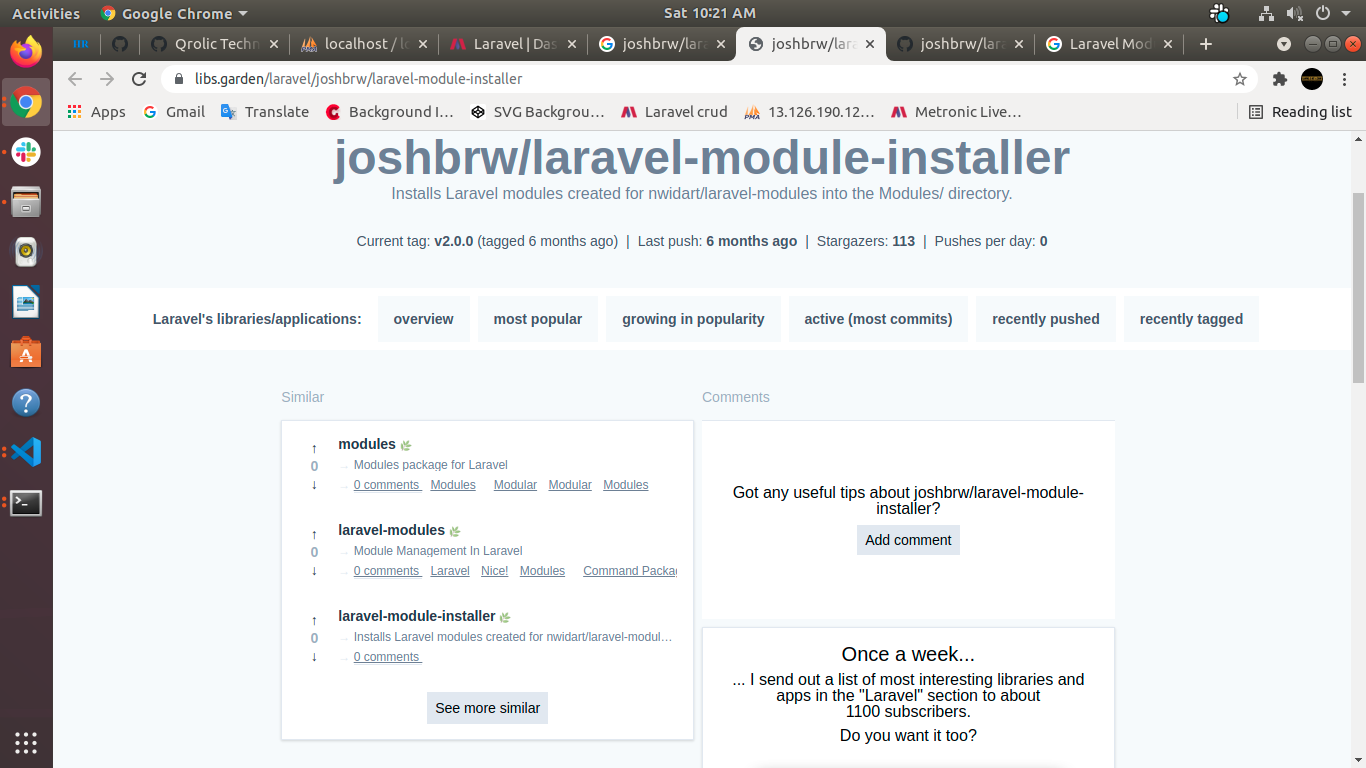 Activities
Google Chrome
Sat 10:21 AM
Qrolic Techn
localhost / lo
Laravel | Das
joshbrw/lara
joshbrw/lara
joshbrw/lara
Laravel Mod
libs.garden/laravel/joshbrw/laravel-module-installer
Apps
Gmail
Translate
Background I…
SVG Backgrou…
Laravel crud
13.126.190.12…
Metronic Live…
Reading list
joshbrw/laravel-module-installer
Installs Laravel modules created for nwidart/laravel-modules into the Modules/ directory.
Current tag: v2.0.0 (tagged 6 months ago) | Last push: 6 months ago | Stargazers: 113 | Pushes per day: 0
Laravel's libraries/applications: overview most popular growing in popularity active (most commits) recently pushed recently tagged
Similar
↑ modules
0 → Modules package for Laravel
↓ → 0 comments Modules Modular Modular Modules
↑ laravel-modules
0 → Module Management In Laravel
↓ → 0 comments Laravel Nice! Modules Command Packag
↑ laravel-module-installer
0 → Installs Laravel modules created for nwidart/laravel-modul…
↓ → 0 comments
See more similar
Comments
Got any useful tips about joshbrw/laravel-module-
installer?
Add comment
Once a week...
... I send out a list of most interesting libraries and
apps in the "Laravel" section to about
1100 subscribers.
Do you want it too?